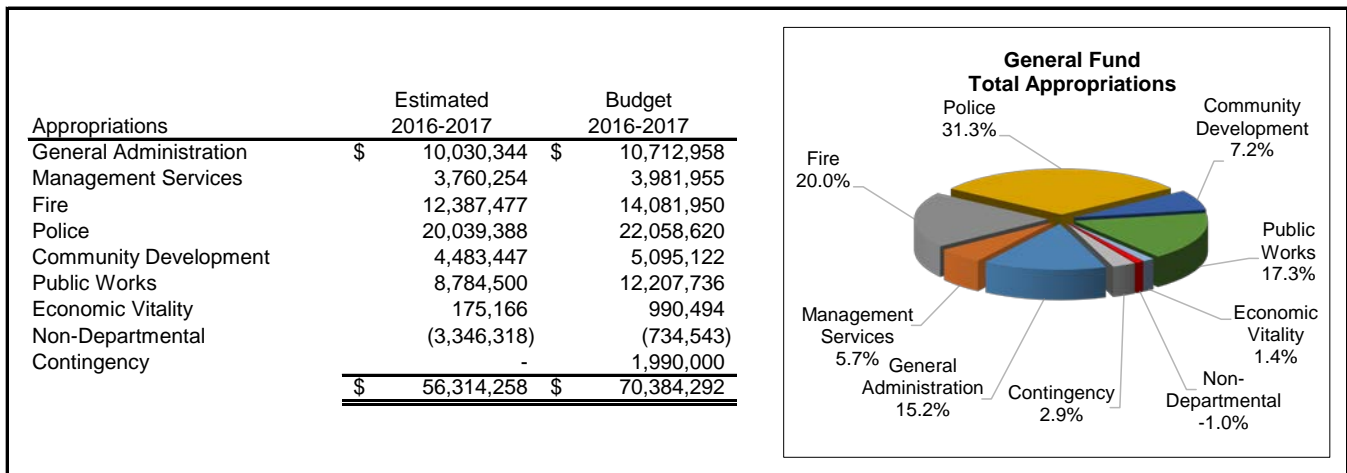 Estimated Budget
Appropriations 2016-2017 2016-2017
General Administration $ 10,030,344 $ 10,712,958
Management Services 3,760,254 3,981,955
Fire 12,387,477 14,081,950
Police 20,039,388 22,058,620
Community Development 4,483,447 5,095,122
Public Works 8,784,500 12,207,736
Economic Vitality 175,166 990,494
Non-Departmental (3,346,318) (734,543)
Contingency - 1,990,000
$ 56,314,258 $ 70,384,292
General Fund
Total Appropriations
Police
31.3%
Community
Development
7.2%
Fire
20.0%
Public
Works
17.3%
Economic
Vitality
1.4%
Management
Services
5.7%
General
Administration
15.2%
Contingency
2.9%
Non-
Departmental
-1.0%